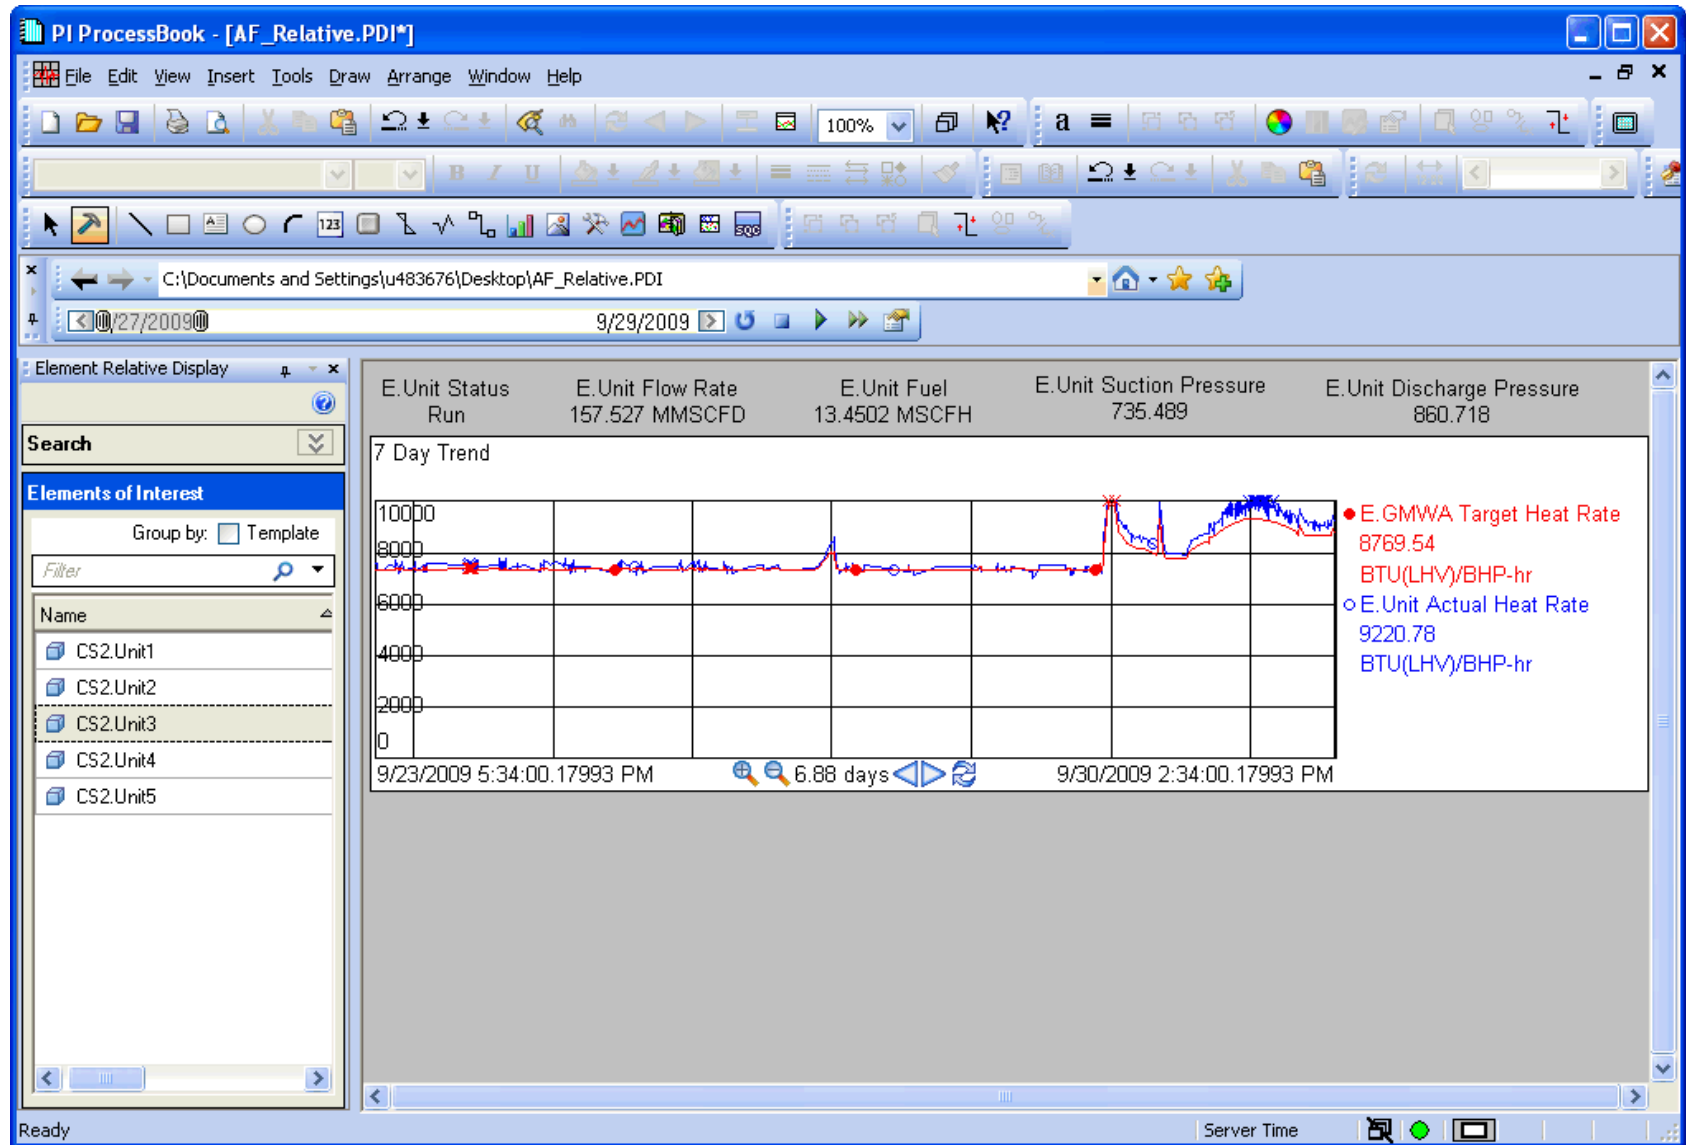 PI ProcessBook - [AF_Relative.PDI*]
File Edit View Insert Tools Draw Arrange Window Help
100%
a
B I U
123
sqc
C:\Documents and Settings\u483676\Desktop\AF_Relative.PDI
/27/2009
9/29/2009
Element Relative Display
Search
Elements of Interest
Group by: Template
Filter
Name
CS2.Unit1
CS2.Unit2
CS2.Unit3
CS2.Unit4
CS2.Unit5
E.Unit Status
Run
E.Unit Flow Rate
157.527 MMSCFD
E.Unit Fuel
13.4502 MSCFH
E.Unit Suction Pressure
735.489
E.Unit Discharge Pressure
860.718
7 Day Trend
10000
8000
6000
4000
2000
0
E.GMWA Target Heat Rate
8769.54
BTU(LHV)/BHP-hr
E.Unit Actual Heat Rate
9220.78
BTU(LHV)/BHP-hr
9/23/2009 5:34:00.17993 PM
6.88 days
9/30/2009 2:34:00.17993 PM
Ready
Server Time